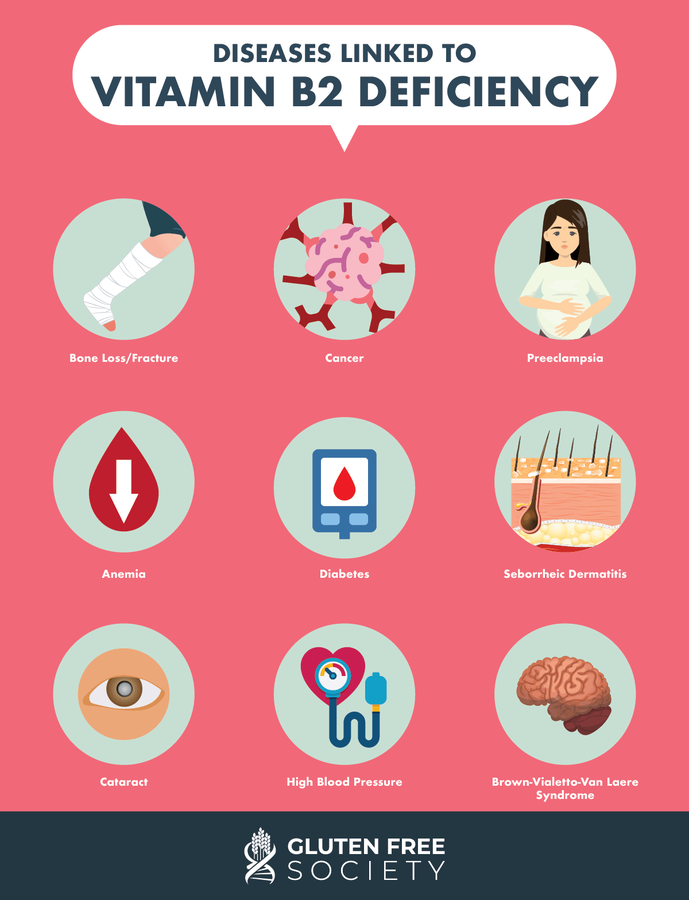 DISEASES LINKED TO
VITAMIN B2 DEFICIENCY
Bone Loss/Fracture
Cancer
Preeclampsia
Anemia
Diabetes
Seborrheic Dermatitis
Cataract
High Blood Pressure
Brown-Vialetto-Van Laere
Syndrome
GLUTEN FREE
SOCIETY